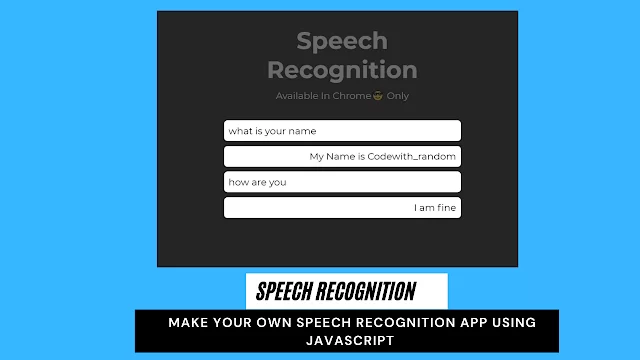 Speech
Recognition
Available In Chrome😎 Only
what is your name
My Name is Codewith_random
how are you
I am fine
SPEECH RECOGNITION
MAKE YOUR OWN SPEECH RECOGNITION APP USING
JAVASCRIPT